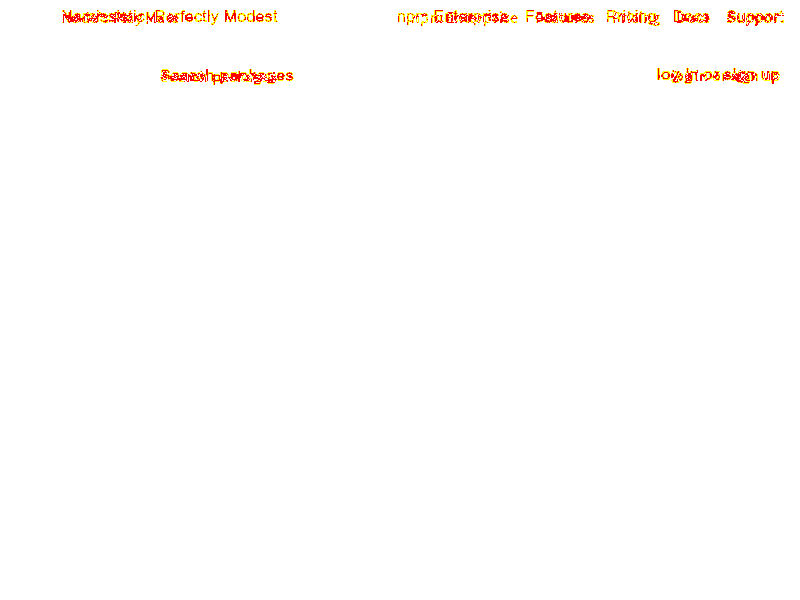 Perfectly Modest npm Enterprise Features Pricing Docs Support
Search packages log in or sign up